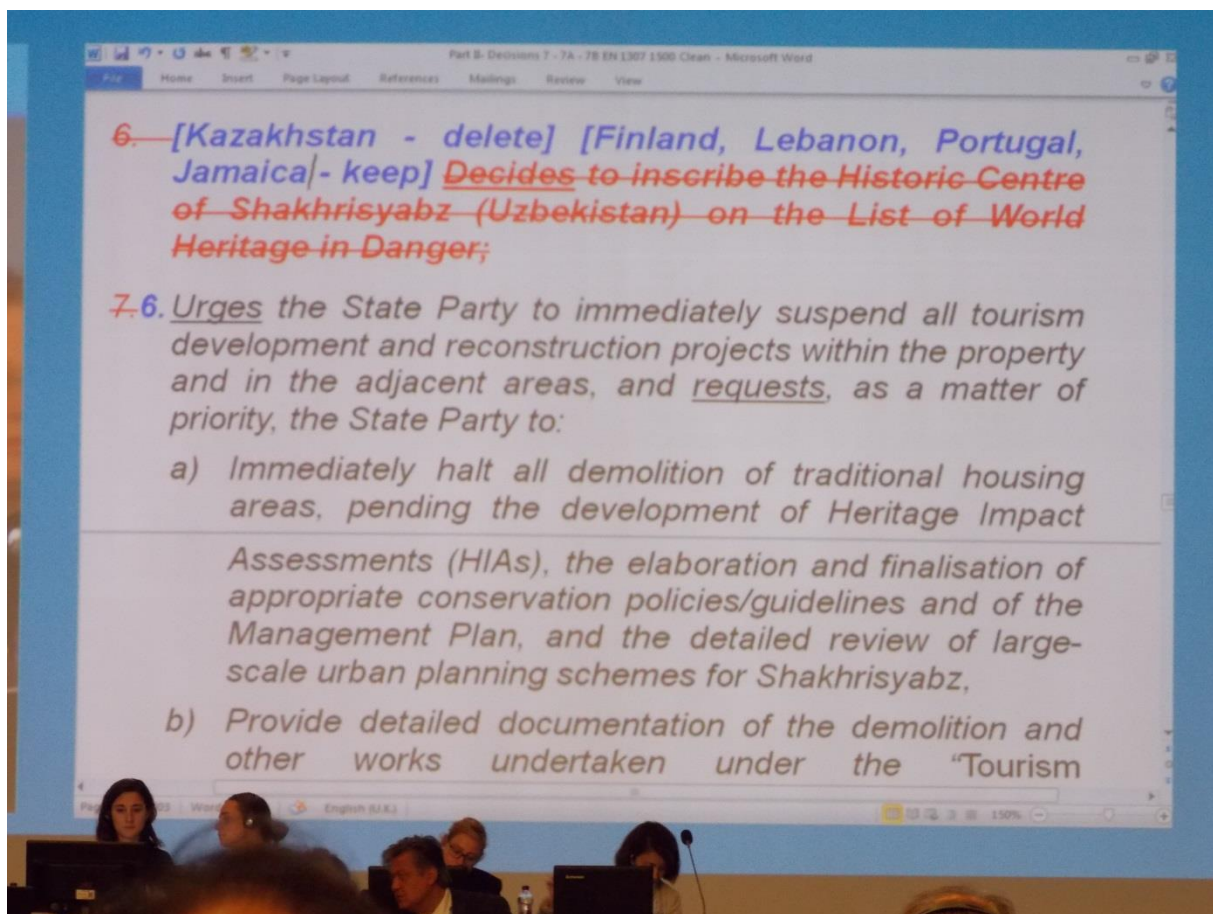 Part B- Decisions 7 - 7A - 7B EN 1307 1500 Clean - Microsoft Word
File Home Insert Page Layout References Mailings Review View
6. [Kazakhstan - delete] [Finland, Lebanon, Portugal,
Jamaica - keep] Decides to inscribe the Historic Centre
of Shakhrisyabz (Uzbekistan) on the List of World
Heritage in Danger;
7.6. Urges the State Party to immediately suspend all tourism
development and reconstruction projects within the property
and in the adjacent areas, and requests, as a matter of
priority, the State Party to:
a) Immediately halt all demolition of traditional housing
areas, pending the development of Heritage Impact
Assessments (HIAs), the elaboration and finalisation of
appropriate conservation policies/guidelines and of the
Management Plan, and the detailed review of large-
scale urban planning schemes for Shakhrisyabz,
b) Provide detailed documentation of the demolition and
other works undertaken under the “Tourism
English (U.K.) 150%